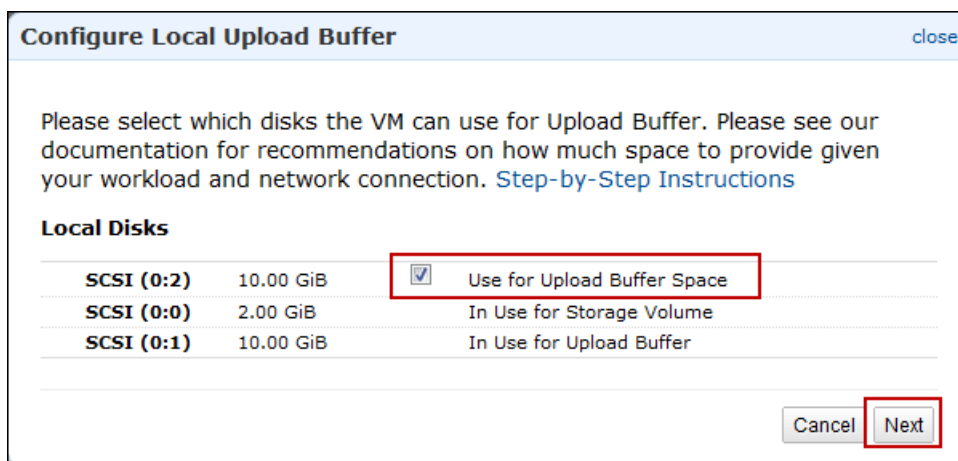 Configure Local Upload Buffer close
Please select which disks the VM can use for Upload Buffer. Please see our
documentation for recommendations on how much space to provide given
your workload and network connection. Step-by-Step Instructions
Local Disks
SCSI (0:2) 10.00 GiB Use for Upload Buffer Space
SCSI (0:0) 2.00 GiB In Use for Storage Volume
SCSI (0:1) 10.00 GiB In Use for Upload Buffer
Cancel Next